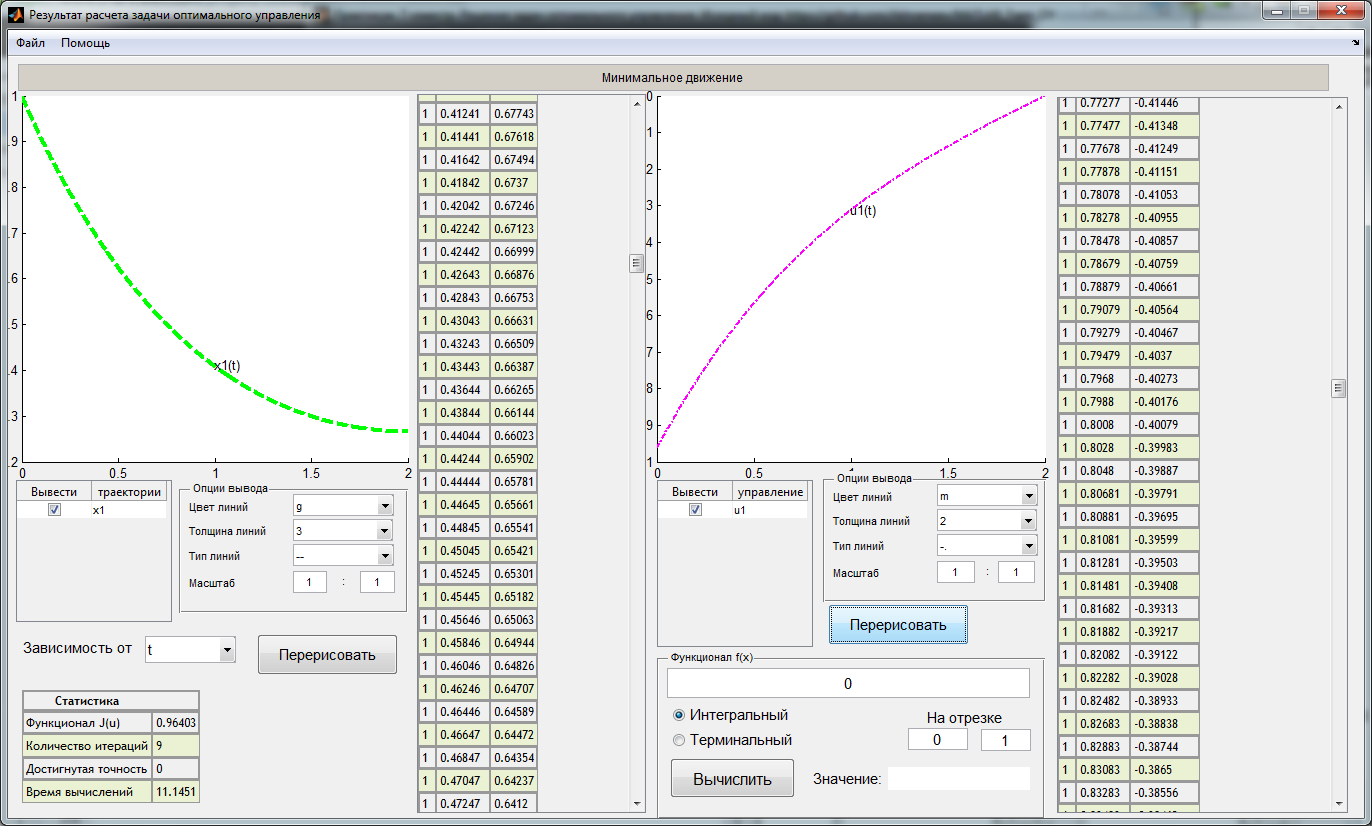 Результат расчета задачи оптимального управления
Файл Помощь
Минимальное движение
1
.9
.8
.7
.6
.5
.4
.3
.2
0 0.5 1 1.5 2
x1(t)
1 0.41241 0.67743
1 0.41441 0.67618
1 0.41642 0.67494
1 0.41842 0.6737
1 0.42042 0.67246
1 0.42242 0.67123
1 0.42442 0.66999
1 0.42643 0.66876
1 0.42843 0.66753
1 0.43043 0.66631
1 0.43243 0.66509
1 0.43443 0.66387
1 0.43644 0.66265
1 0.43844 0.66144
1 0.44044 0.66023
1 0.44244 0.65902
1 0.44444 0.65781
1 0.44645 0.65661
1 0.44845 0.65541
1 0.45045 0.65421
1 0.45245 0.65301
1 0.45445 0.65182
1 0.45646 0.65063
1 0.45846 0.64944
1 0.46046 0.64826
1 0.46246 0.64707
1 0.46446 0.64589
1 0.46647 0.64472
1 0.46847 0.64354
1 0.47047 0.64237
1 0.47247 0.6412
Вывести траектории
x1
Опции вывода
Цвет линий g
Толщина линий 3
Тип линий --
Масштаб 1 : 1
Зависимость от t
Перерисовать
Статистика
Функционал J(u) 0.96403
Количество итераций 9
Достигнутая точность 0
Время вычислений 11.1451
0
1
2
3
4
5
6
7
8
9
1
0 0.5 1 1.5 2
u1(t)
Вывести управление
u1
Опции вывода
Цвет линий m
Толщина линий 2
Тип линий -.
Масштаб 1 : 1
Перерисовать
Функционал f(x)
0
Интегральный
Терминальный
На отрезке
0 1
Вычислить
Значение:
1 0.77277 -0.41446
1 0.77477 -0.41348
1 0.77678 -0.41249
1 0.77878 -0.41151
1 0.78078 -0.41053
1 0.78278 -0.40955
1 0.78478 -0.40857
1 0.78679 -0.40759
1 0.78879 -0.40661
1 0.79079 -0.40564
1 0.79279 -0.40467
1 0.79479 -0.4037
1 0.7968 -0.40273
1 0.7988 -0.40176
1 0.8008 -0.40079
1 0.8028 -0.39983
1 0.8048 -0.39887
1 0.80681 -0.39791
1 0.80881 -0.39695
1 0.81081 -0.39599
1 0.81281 -0.39503
1 0.81481 -0.39408
1 0.81682 -0.39313
1 0.81882 -0.39217
1 0.82082 -0.39122
1 0.82282 -0.39028
1 0.82482 -0.38933
1 0.82683 -0.38838
1 0.82883 -0.38744
1 0.83083 -0.3865
1 0.83283 -0.38556